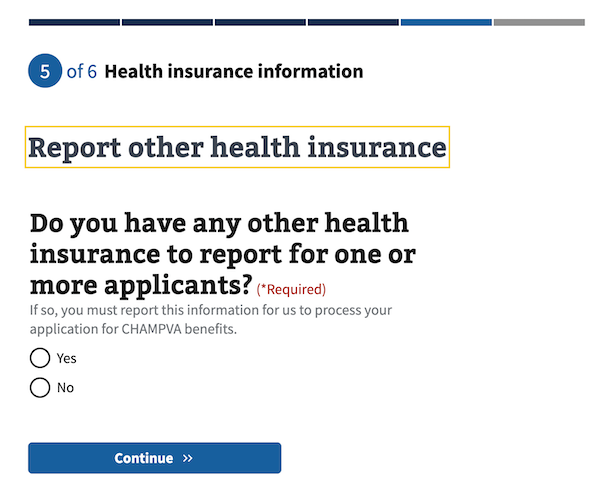 5 of 6 Health insurance information
Report other health insurance
Do you have any other health
insurance to report for one or
more applicants? (*Required)
If so, you must report this information for us to process your
application for CHAMPVA benefits.
Yes
No
Continue